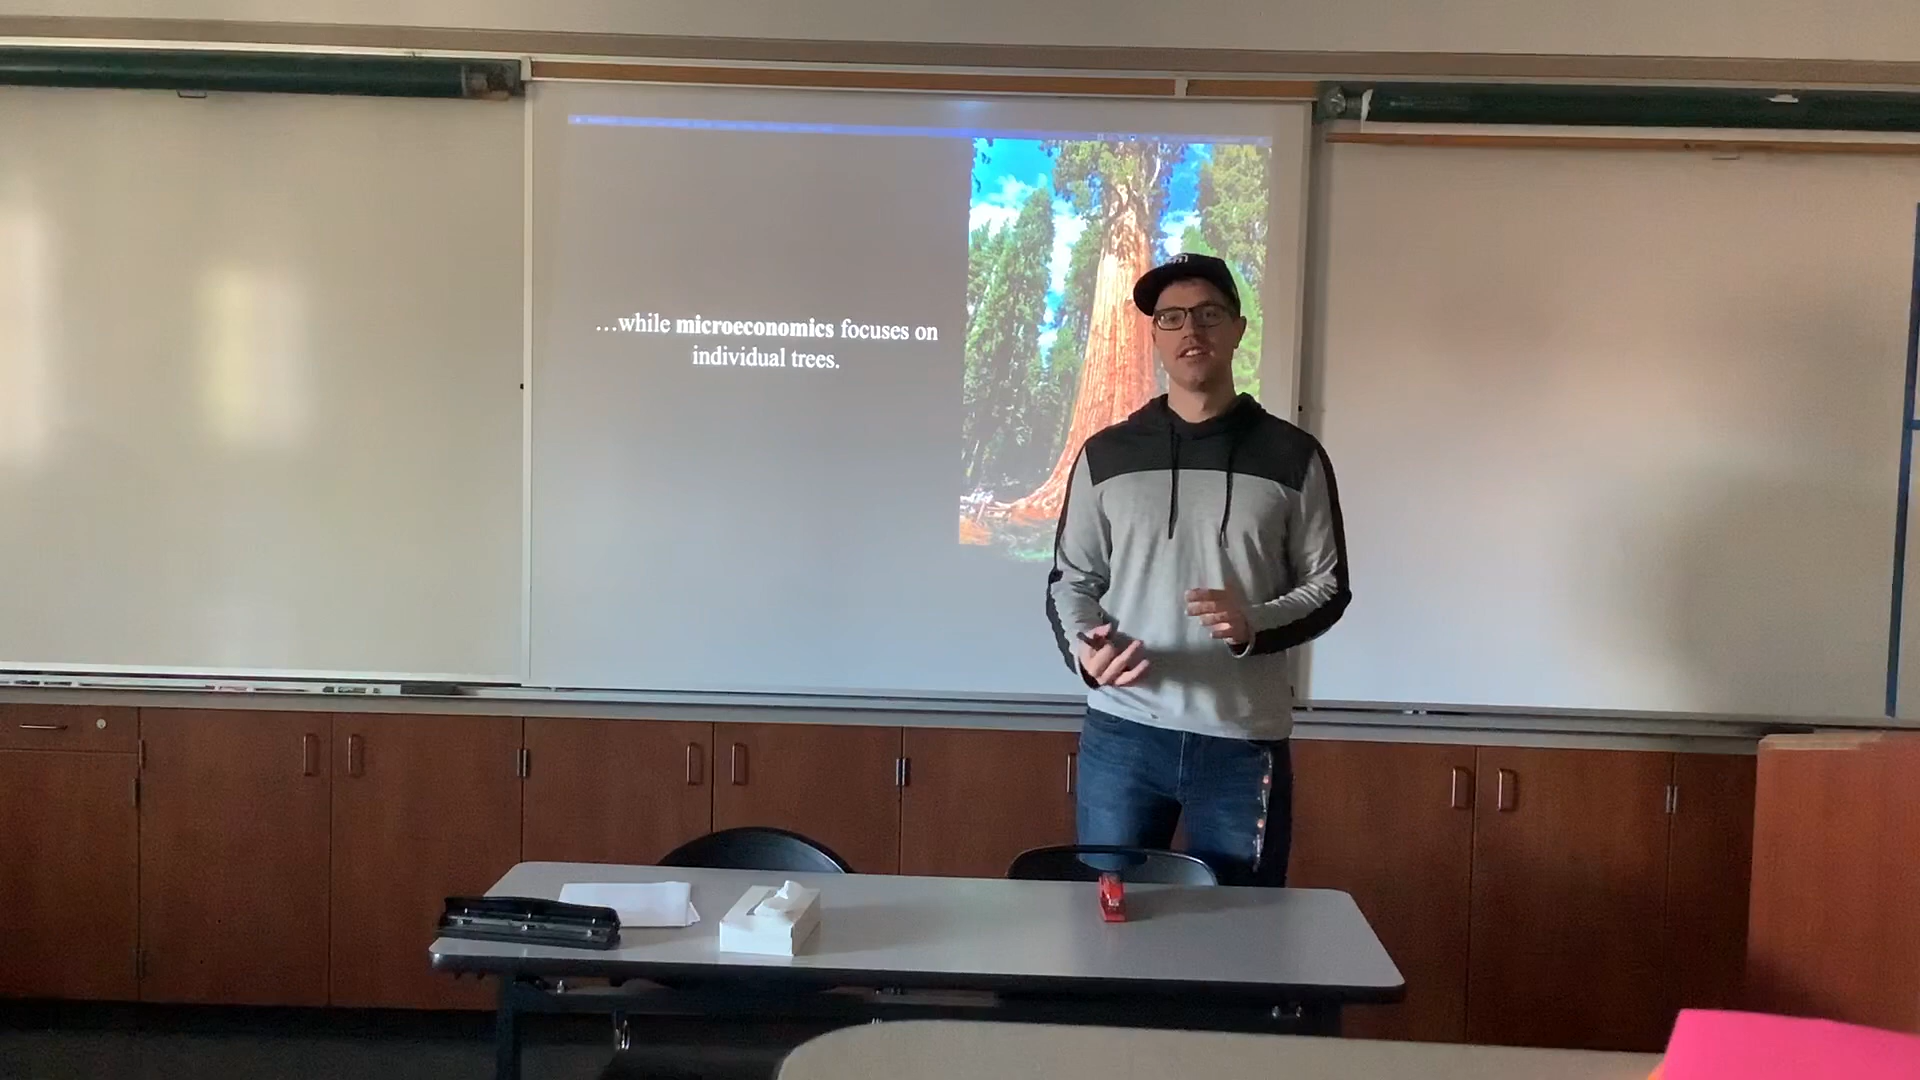 …while microeconomics focuses on
individual trees.